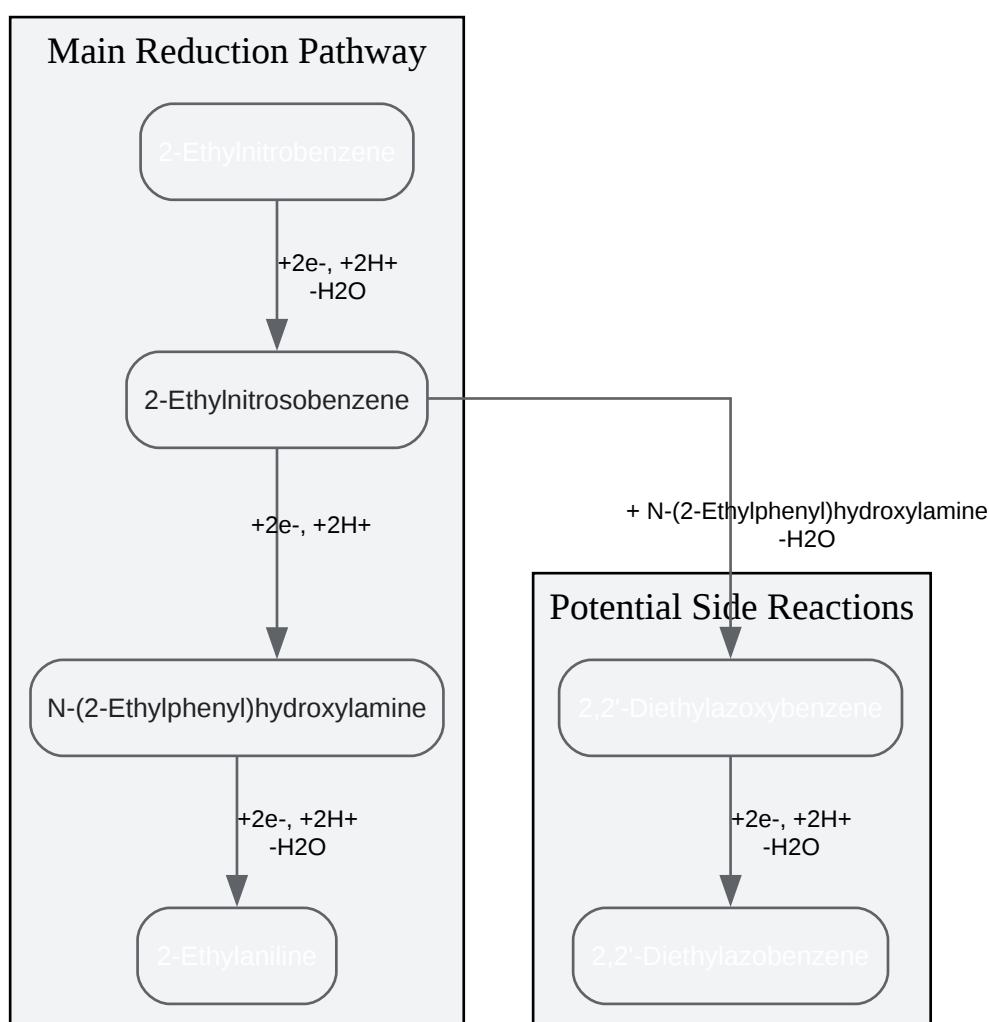 Main Reduction Pathway
2-Ethylnitrobenzene
+2e-, +2H+
-H2O
2-Ethylnitrosobenzene
+2e-, +2H+
+ N-(2-Ethylphenyl)hydroxylamine
-H2O
Potential Side Reactions
N-(2-Ethylphenyl)hydroxylamine
2,2'-Diethylazoxybenzene
+2e-, +2H+
-H2O
+2e-, +2H+
-H2O
2-Ethylaniline
2,2'-Diethylazobenzene